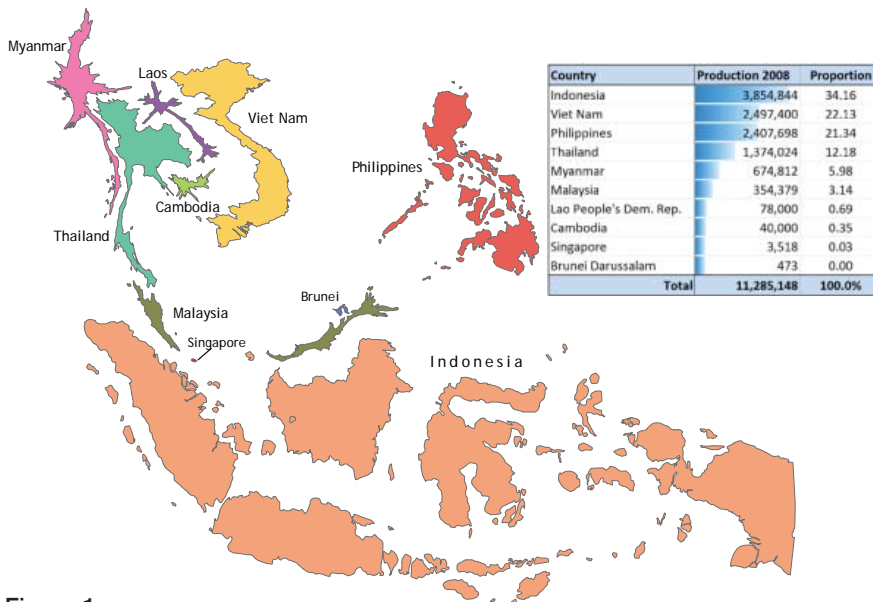 Myanmar
Laos
Viet Nam
Philippines
Cambodia
Thailand
Malaysia
Singapore
Brunei
Indonesia
Country Production 2008 Proportion
Indonesia 3,854,844 34.16
Viet Nam 2,497,400 22.13
Philippines 2,407,698 21.34
Thailand 1,374,024 12.18
Myanmar 674,812 5.98
Malaysia 354,379 3.14
Lao People's Dem. Rep. 78,000 0.69
Cambodia 40,000 0.35
Singapore 3,518 0.03
Brunei Darussalam 473 0.00
Total 11,285,148 100.0%